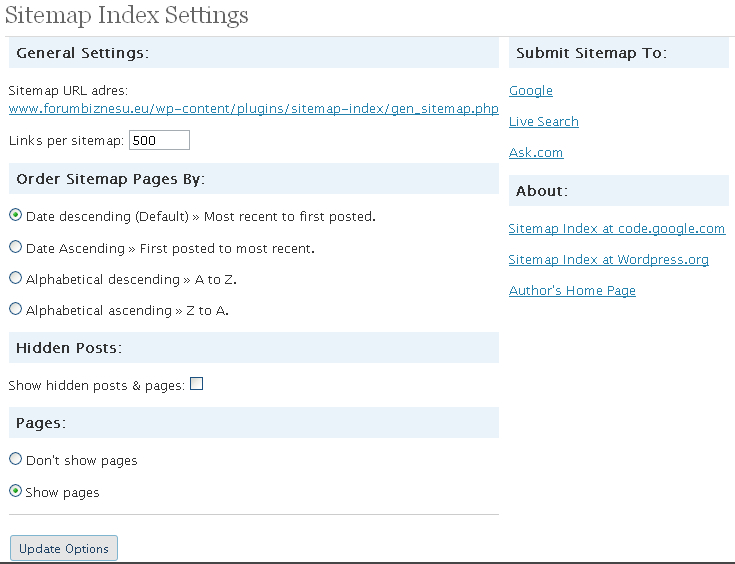 Sitemap Index Settings
General Settings:
Sitemap URL adres:
www.forumbiznesu.eu/wp-content/plugins/sitemap-index/gen_sitemap.php
Links per sitemap: 500
Order Sitemap Pages By:
Date descending (Default) » Most recent to first posted.
Date Ascending » First posted to most recent.
Alphabetical descending » A to Z.
Alphabetical ascending » Z to A.
Hidden Posts:
Show hidden posts & pages:
Pages:
Don't show pages
Show pages
Update Options
Submit Sitemap To:
Google
Live Search
Ask.com
About:
Sitemap Index at code.google.com
Sitemap Index at Wordpress.org
Author's Home Page